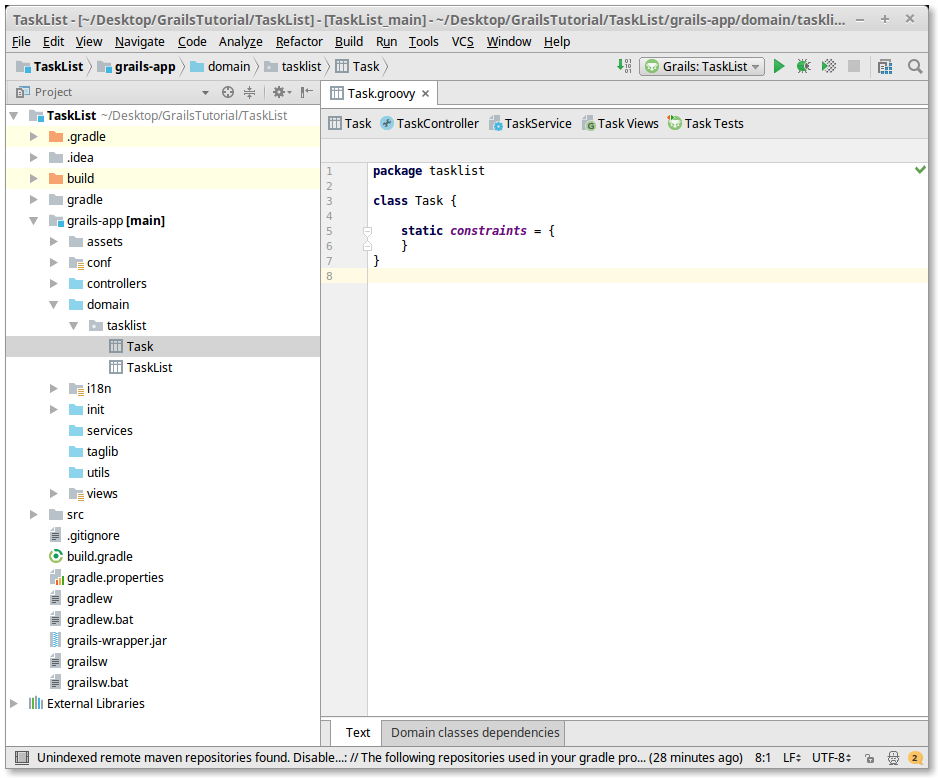 TaskList - [~/Desktop/GrailsTutorial/TaskList] - [TaskList_main] - ~/Desktop/GrailsTutorial/TaskList/grails-app/domain/taskli...
File Edit View Navigate Code Analyze Refactor Build Run Tools VCS Window Help
TaskList grails-app domain tasklist Task Grails: TaskList
Project
Task.groovy
TaskList ~/Desktop/GrailsTutorial/TaskList
.gradle
.idea
build
gradle
grails-app [main]
assets
conf
controllers
domain
tasklist
Task
TaskList
i18n
init
services
taglib
utils
views
src
.gitignore
build.gradle
gradle.properties
gradlew
gradlew.bat
grails-wrapper.jar
grailsw
grailsw.bat
External Libraries
Task TaskController TaskService Task Views Task Tests
1 package tasklist
2
3 class Task {
4
5 static constraints = {
6 }
7 }
8
Text Domain classes dependencies
Unindexed remote maven repositories found. Disable...: // The following repositories used in your gradle pro... (28 minutes ago) 8:1 LF UTF-8 2